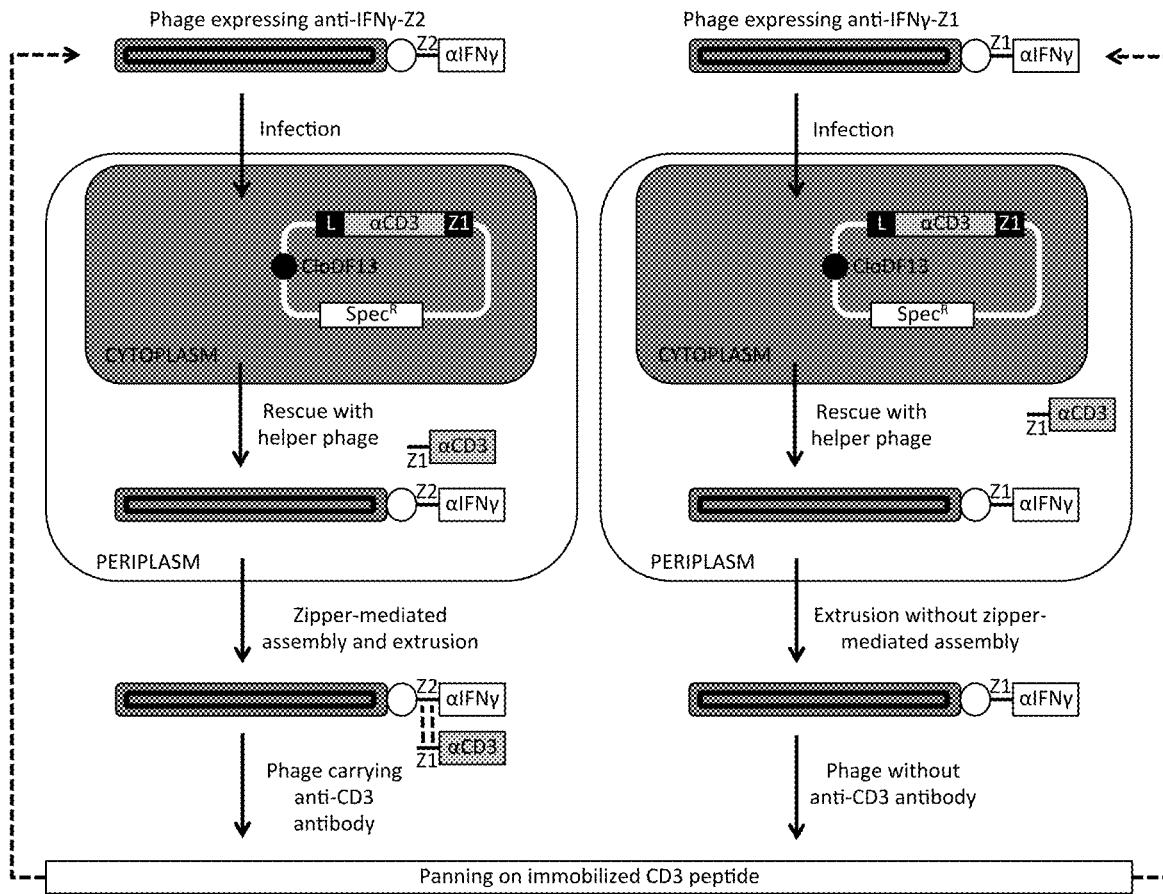 Phage expressing anti-IFNγ-Z2
Z2
αIFNγ
Infection
L
αCD3
Z1
CloDF13
Spec^R
CYTOPLASM
Rescue with
helper phage
αCD3
Z1
Z2
αIFNγ
PERIPLASM
Zipper-mediated
assembly and extrusion
Z2
αIFNγ
αCD3
Z1
Phage carrying
anti-CD3
antibody
Phage expressing anti-IFNγ-Z1
Z1
αIFNγ
Infection
L
αCD3
Z1
CloDF13
Spec^R
CYTOPLASM
Rescue with
helper phage
αCD3
Z1
Z1
αIFNγ
PERIPLASM
Extrusion without zipper-
mediated assembly
Z1
αIFNγ
Phage without
anti-CD3 antibody
Panning on immobilized CD3 peptide